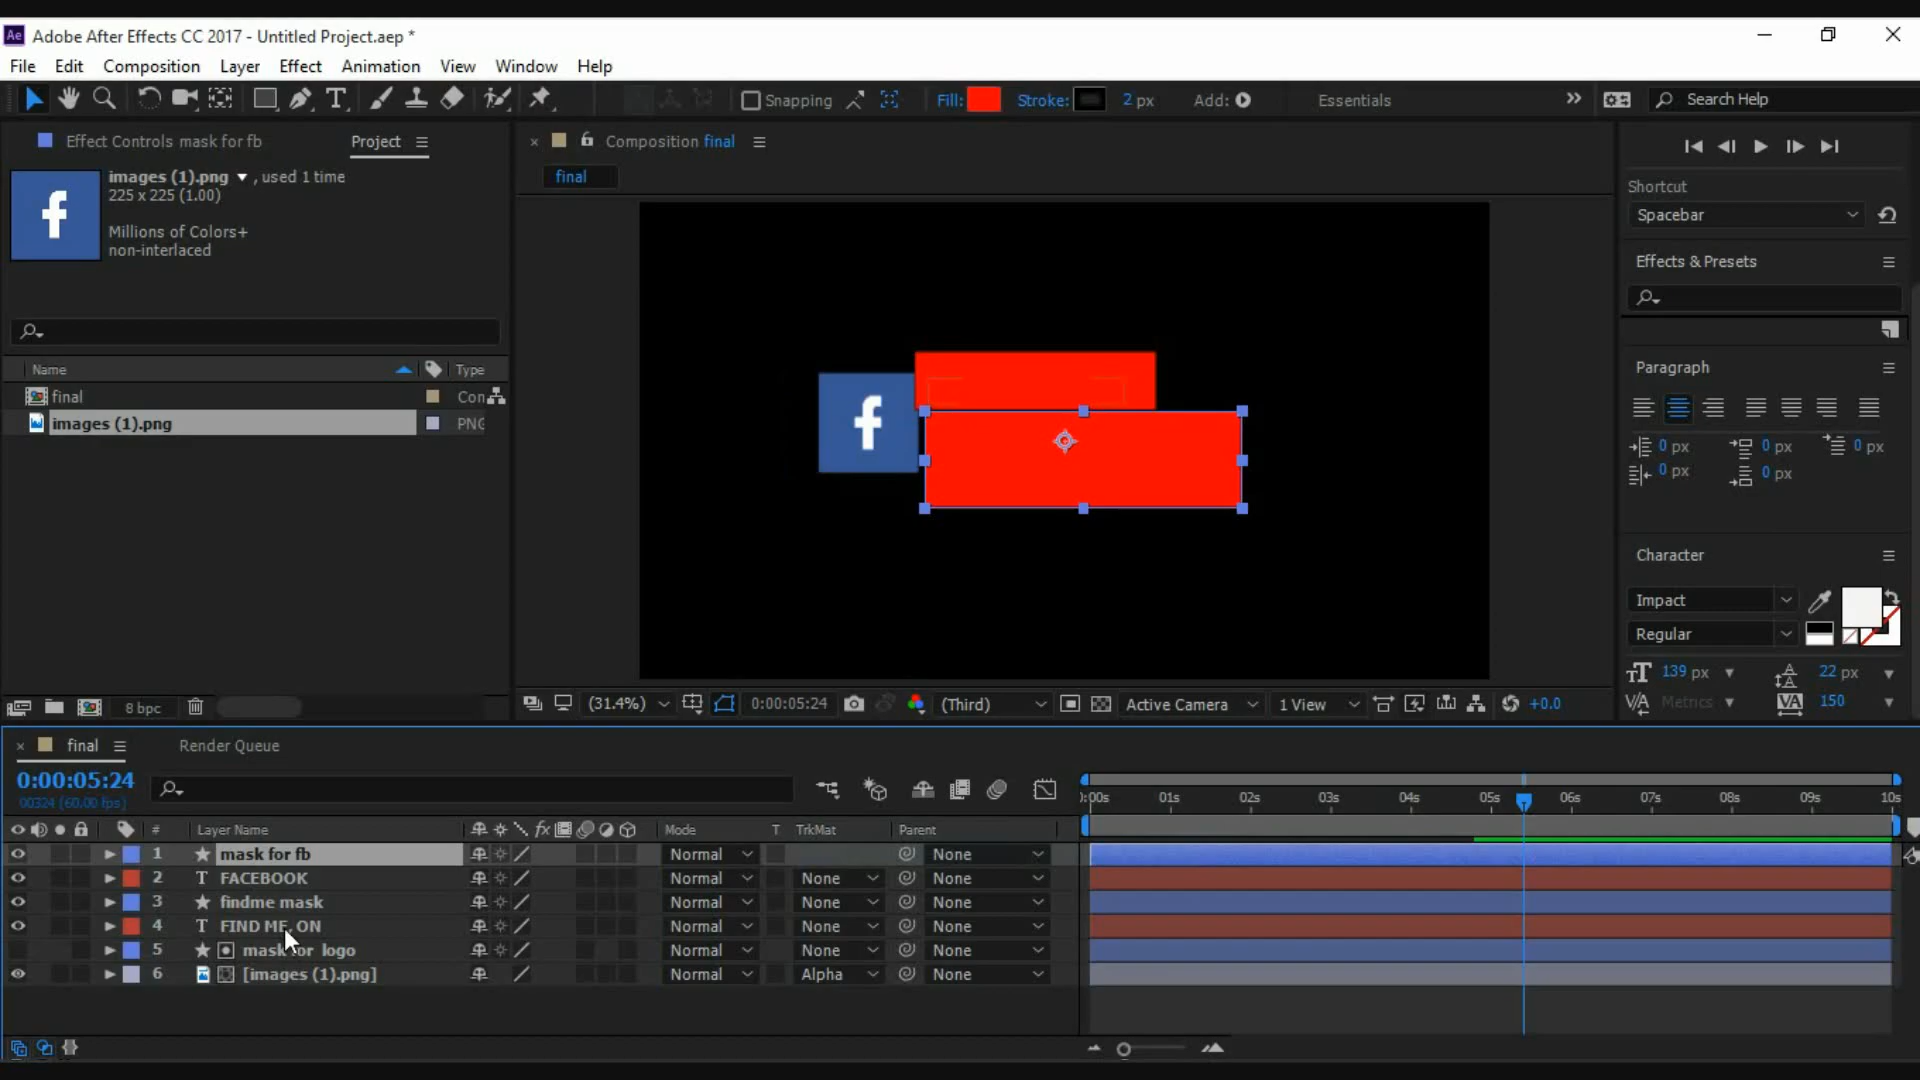 Ae Adobe After Effects CC 2017 - Untitled Project.aep *
File Edit Composition Layer Effect Animation View Window Help
Snapping Fill: Stroke: 2 px Add: Essentials Search Help
Effect Controls mask for fb Project
images (1).png , used 1 time
225 x 225 (1.00)
Millions of Colors+
non-interlaced
Name Type
final Con
images (1).png PNG
8 bpc
Composition final
final
f
f
(31.4%) 0:00:05:24 (Third) Active Camera 1 View +0.0
Shortcut
Spacebar
Effects & Presets
Paragraph
0 px 0 px 0 px
0 px 0 px
Character
Impact
Regular
139 px 22 px
Metrics 150
final Render Queue
0:00:05:24
00324 (60.00 fps)
# Layer Name fx Mode T TrkMat Parent
1 mask for fb Normal None
2 T FACEBOOK Normal None None
3 findme mask Normal None None
4 T FIND ME ON Normal None None
5 mask for logo Normal None None
6 [images (1).png] Normal Alpha None
):00s 01s 02s 03s 04s 05s 06s 07s 08s 09s 10s